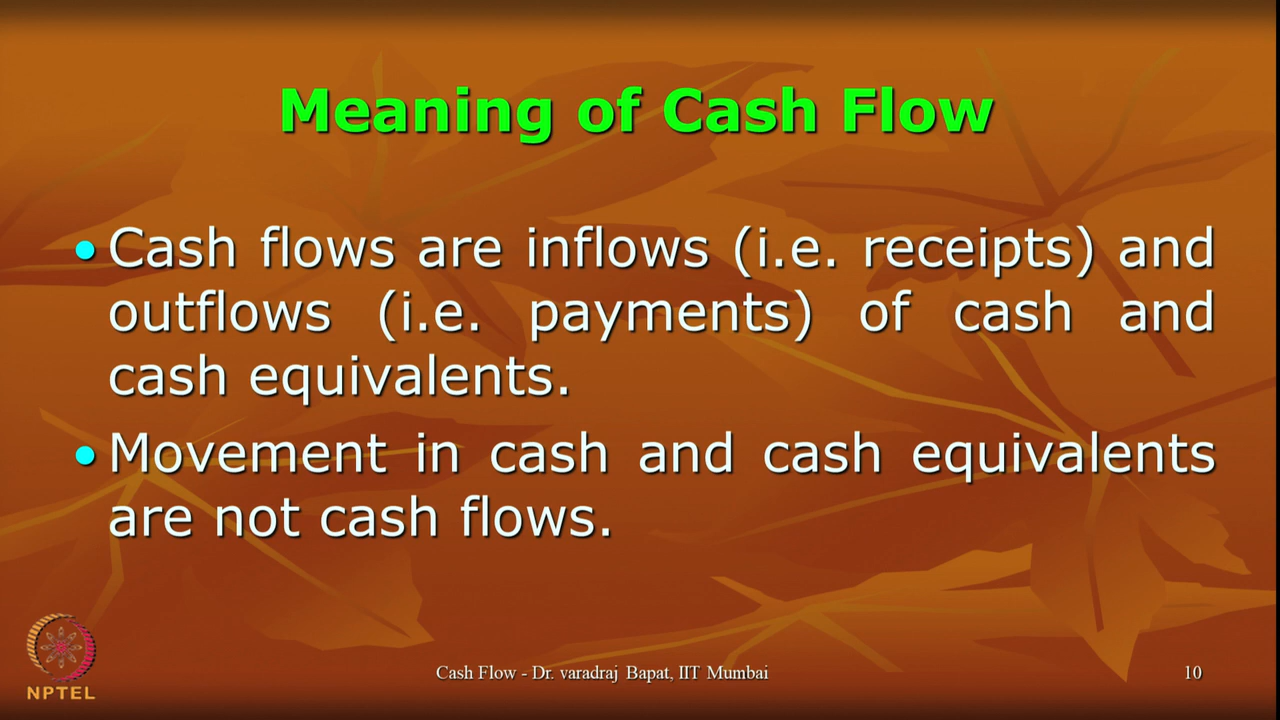 Meaning of Cash Flow
• Cash flows are inflows (i.e. receipts) and
outflows (i.e. payments) of cash and
cash equivalents.
• Movement in cash and cash equivalents
are not cash flows.
NPTEL
Cash Flow - Dr. varadraj Bapat, IIT Mumbai
10